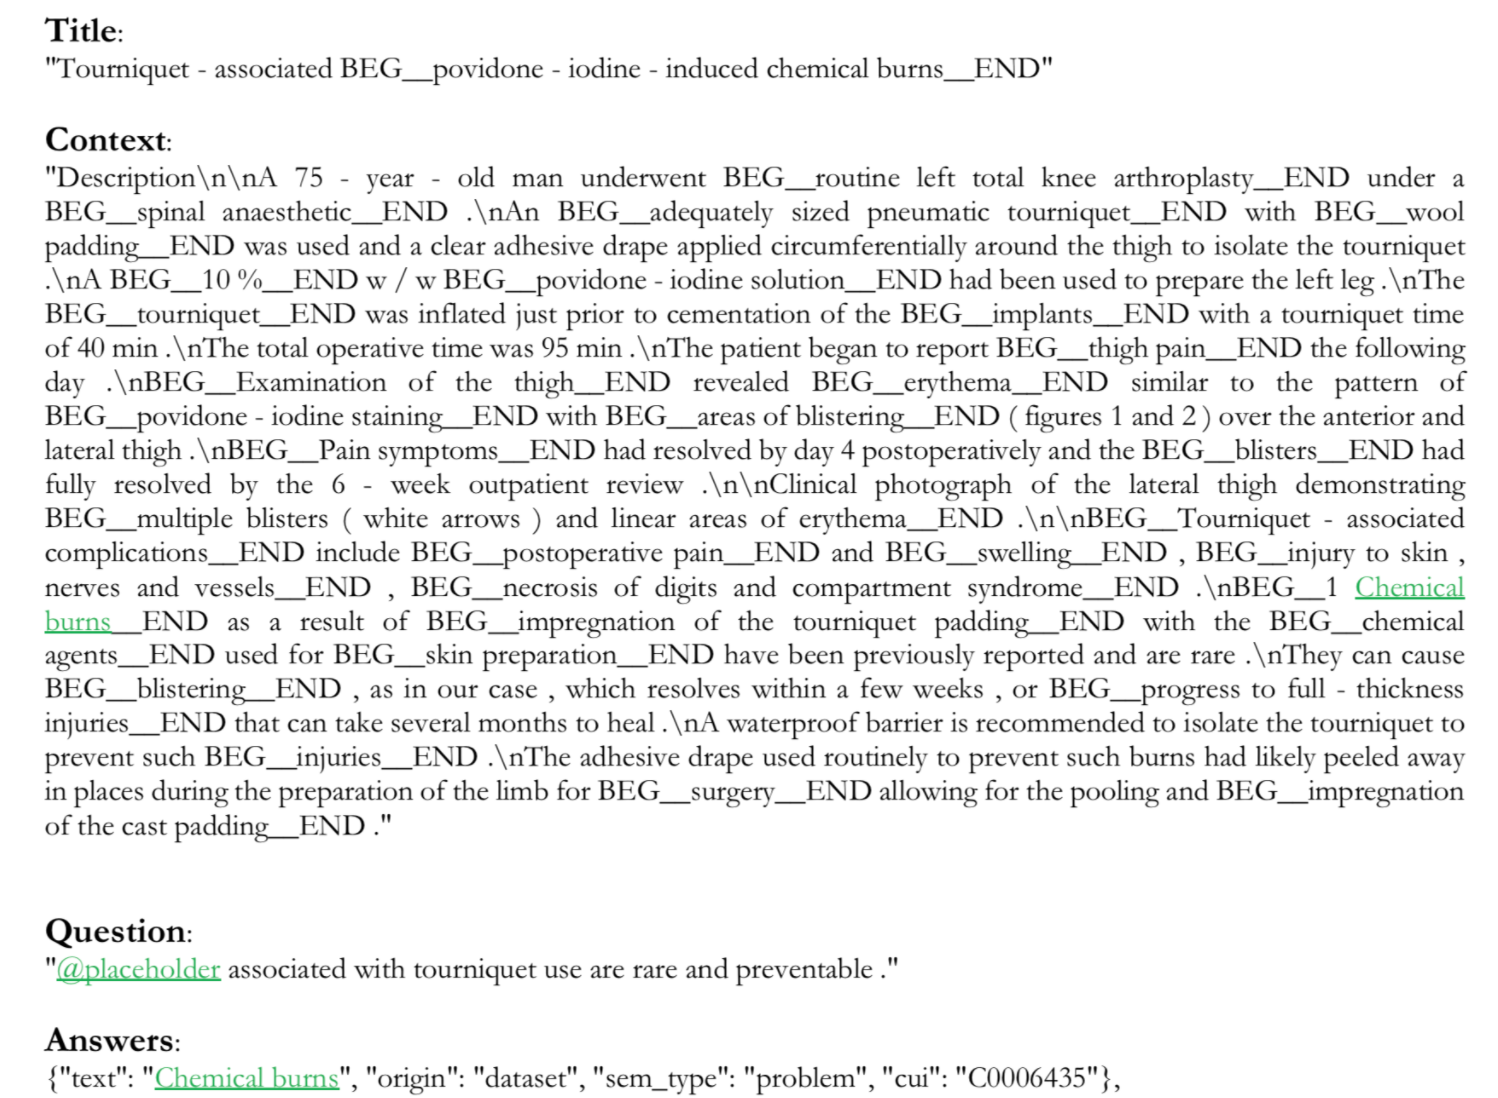 Title:
"Tourniquet - associated BEG__povidone - iodine - induced chemical burns__END"
Context:
"Description\n\nA 75 - year - old man underwent BEG__routine left total knee arthroplasty__END under a
BEG__spinal anaesthetic__END .\nAn BEG__adequately sized pneumatic tourniquet__END with BEG__wool
padding__END was used and a clear adhesive drape applied circumferentially around the thigh to isolate the tourniquet
.\nA BEG__10 %__END w / w BEG__povidone - iodine solution__END had been used to prepare the left leg .\nThe
BEG__tourniquet__END was inflated just prior to cementation of the BEG__implants__END with a tourniquet time
of 40 min .\nThe total operative time was 95 min .\nThe patient began to report BEG__thigh pain__END the following
day .\nBEG__Examination of the thigh__END revealed BEG__erythema__END similar to the pattern of
BEG__povidone - iodine staining__END with BEG__areas of blistering__END ( figures 1 and 2 ) over the anterior and
lateral thigh .\nBEG__Pain symptoms__END had resolved by day 4 postoperatively and the BEG__blisters__END had
fully resolved by the 6 - week outpatient review .\n\nClinical photograph of the lateral thigh demonstrating
BEG__multiple blisters ( white arrows ) and linear areas of erythema__END .\n\nBEG__Tourniquet - associated
complications__END include BEG__postoperative pain__END and BEG__swelling__END , BEG__injury to skin ,
nerves and vessels__END , BEG__necrosis of digits and compartment syndrome__END .\nBEG__1 Chemical
burns__END as a result of BEG__impregnation of the tourniquet padding__END with the BEG__chemical
agents__END used for BEG__skin preparation__END have been previously reported and are rare .\nThey can cause
BEG__blistering__END , as in our case , which resolves within a few weeks , or BEG__progress to full - thickness
injuries__END that can take several months to heal .\nA waterproof barrier is recommended to isolate the tourniquet to
prevent such BEG__injuries__END .\nThe adhesive drape used routinely to prevent such burns had likely peeled away
in places during the preparation of the limb for BEG__surgery__END allowing for the pooling and BEG__impregnation
of the cast padding__END ."
Question:
"@placeholder associated with tourniquet use are rare and preventable ."
Answers:
{"text": "Chemical burns", "origin": "dataset", "sem_type": "problem", "cui": "C0006435"},